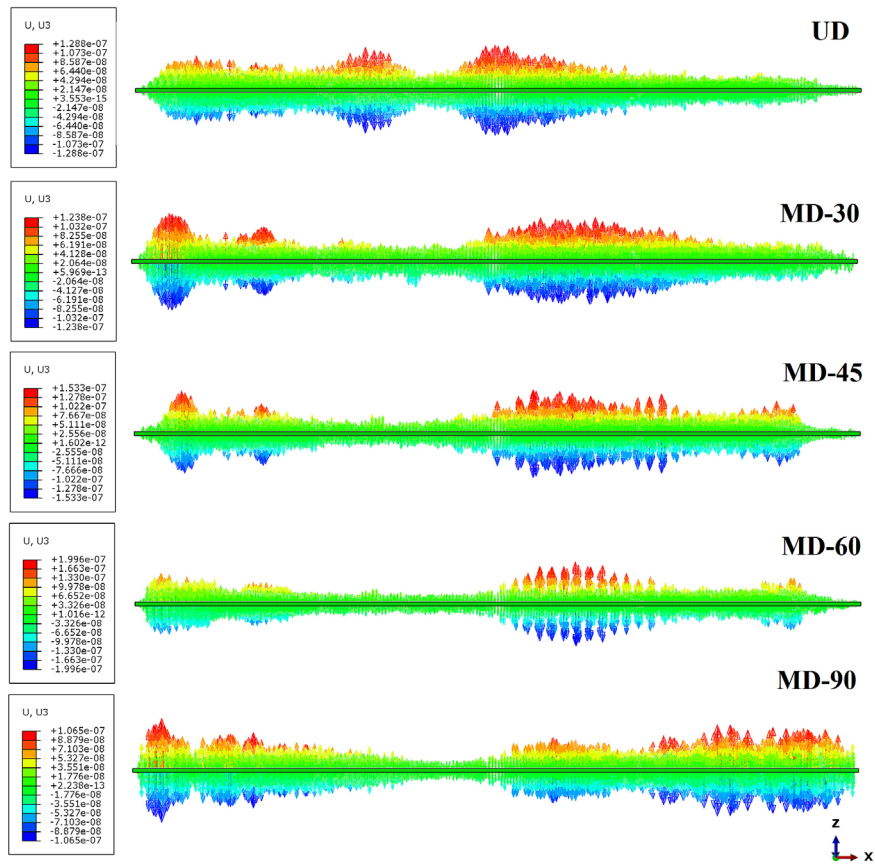 U, U3
+1.288e-07
+1.073e-07
+8.587e-08
+6.440e-08
+4.294e-08
+2.147e-08
+3.553e-15
-2.147e-08
-4.294e-08
-6.440e-08
-8.587e-08
-1.073e-07
-1.288e-07
UD
U, U3
+1.238e-07
+1.032e-07
+8.255e-08
+6.191e-08
+4.128e-08
+2.064e-08
+5.969e-13
-2.064e-08
-4.127e-08
-6.191e-08
-8.255e-08
-1.032e-07
-1.238e-07
MD-30
U, U3
+1.533e-07
+1.278e-07
+1.022e-07
+7.667e-08
+5.111e-08
+2.556e-08
+1.602e-12
-2.555e-08
-5.111e-08
-7.666e-08
-1.022e-07
-1.278e-07
-1.533e-07
MD-45
U, U3
+1.996e-07
+1.663e-07
+1.330e-07
+9.978e-08
+6.652e-08
+3.326e-08
+1.016e-12
-3.326e-08
-6.652e-08
-9.978e-08
-1.330e-07
-1.663e-07
-1.996e-07
MD-60
U, U3
+1.065e-07
+8.879e-08
+7.103e-08
+5.327e-08
+3.551e-08
+1.776e-08
+2.238e-13
-1.776e-08
-3.551e-08
-5.327e-08
-7.103e-08
-8.879e-08
-1.065e-07
MD-90
Z
X